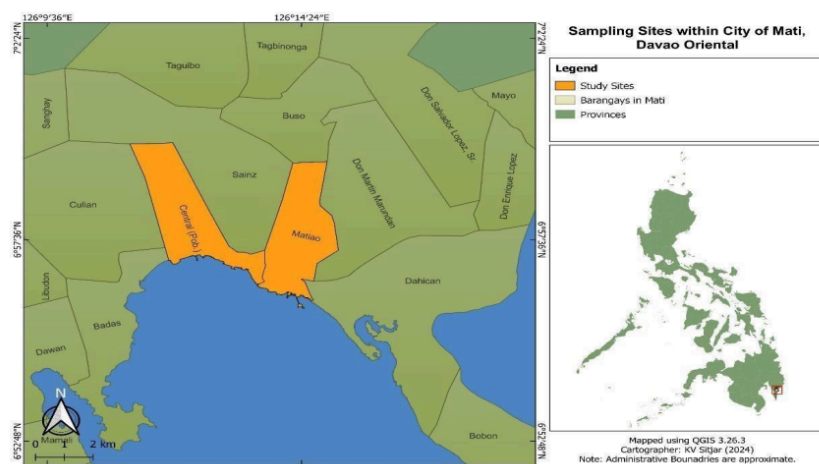 126°9'36"E
126°14'24"E
7°2'24"N
7°2'24"N
Tagbinonga
Taguibo
Sanghay
Buso
Don Salvador Lopez, Sr.
Mayo
Sainz
Don Martin Marundan
Don Enrique Lopez
Culian
Central (Pob.)
Matiao
6°57'36"N
6°57'36"N
Libudon
Dahican
Badas
Dawan
N
Mamali
Bobon
6°52'48"N
6°52'48"N
0 1 2 km
Sampling Sites within City of Mati,
Davao Oriental
Legend
Study Sites
Barangays in Mati
Provinces
Mapped using QGIS 3.26.3
Cartographer: KV Sitjar (2024)
Note: Administrative Bounadries are approximate.